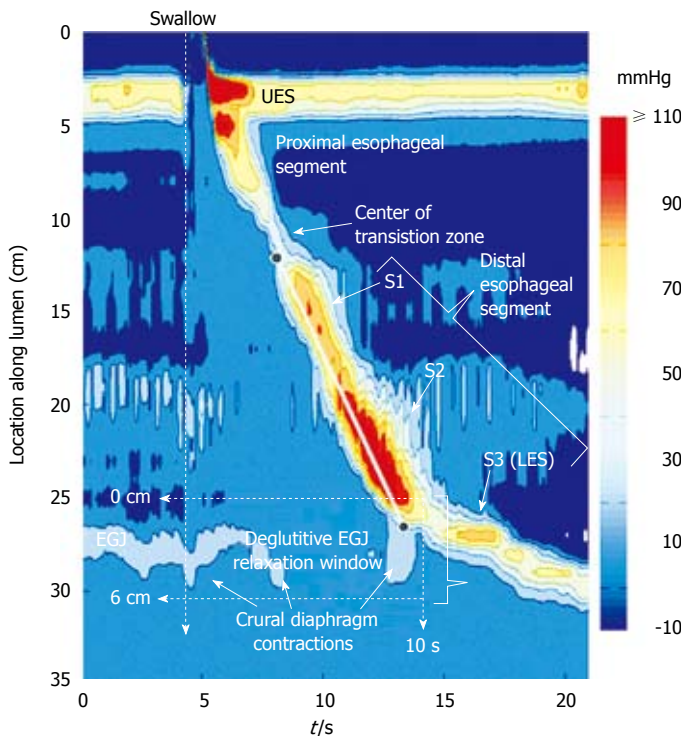 Swallow
mmHg
≥ 110
90
70
50
30
10
-10
0
5
10
15
20
25
30
35
Location along lumen (cm)
UES
Proximal esophageal
segment
Center of
transistion zone
S1
Distal
esophageal
segment
S2
S3 (LES)
0 cm
EGJ
Deglutitive EGJ
relaxation window
6 cm
Crural diaphragm
contractions
10 s
0
5
10
15
20
t/s